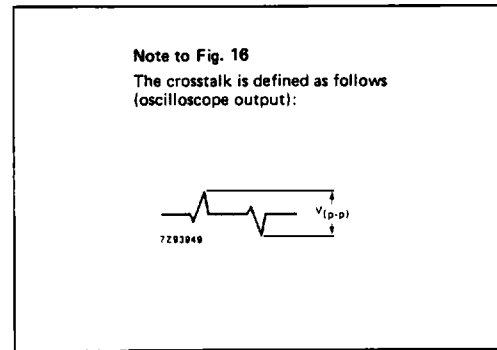 Note to Fig. 16
The crosstalk is defined as follows
(oscilloscope output):
V(p-p)
7Z93949